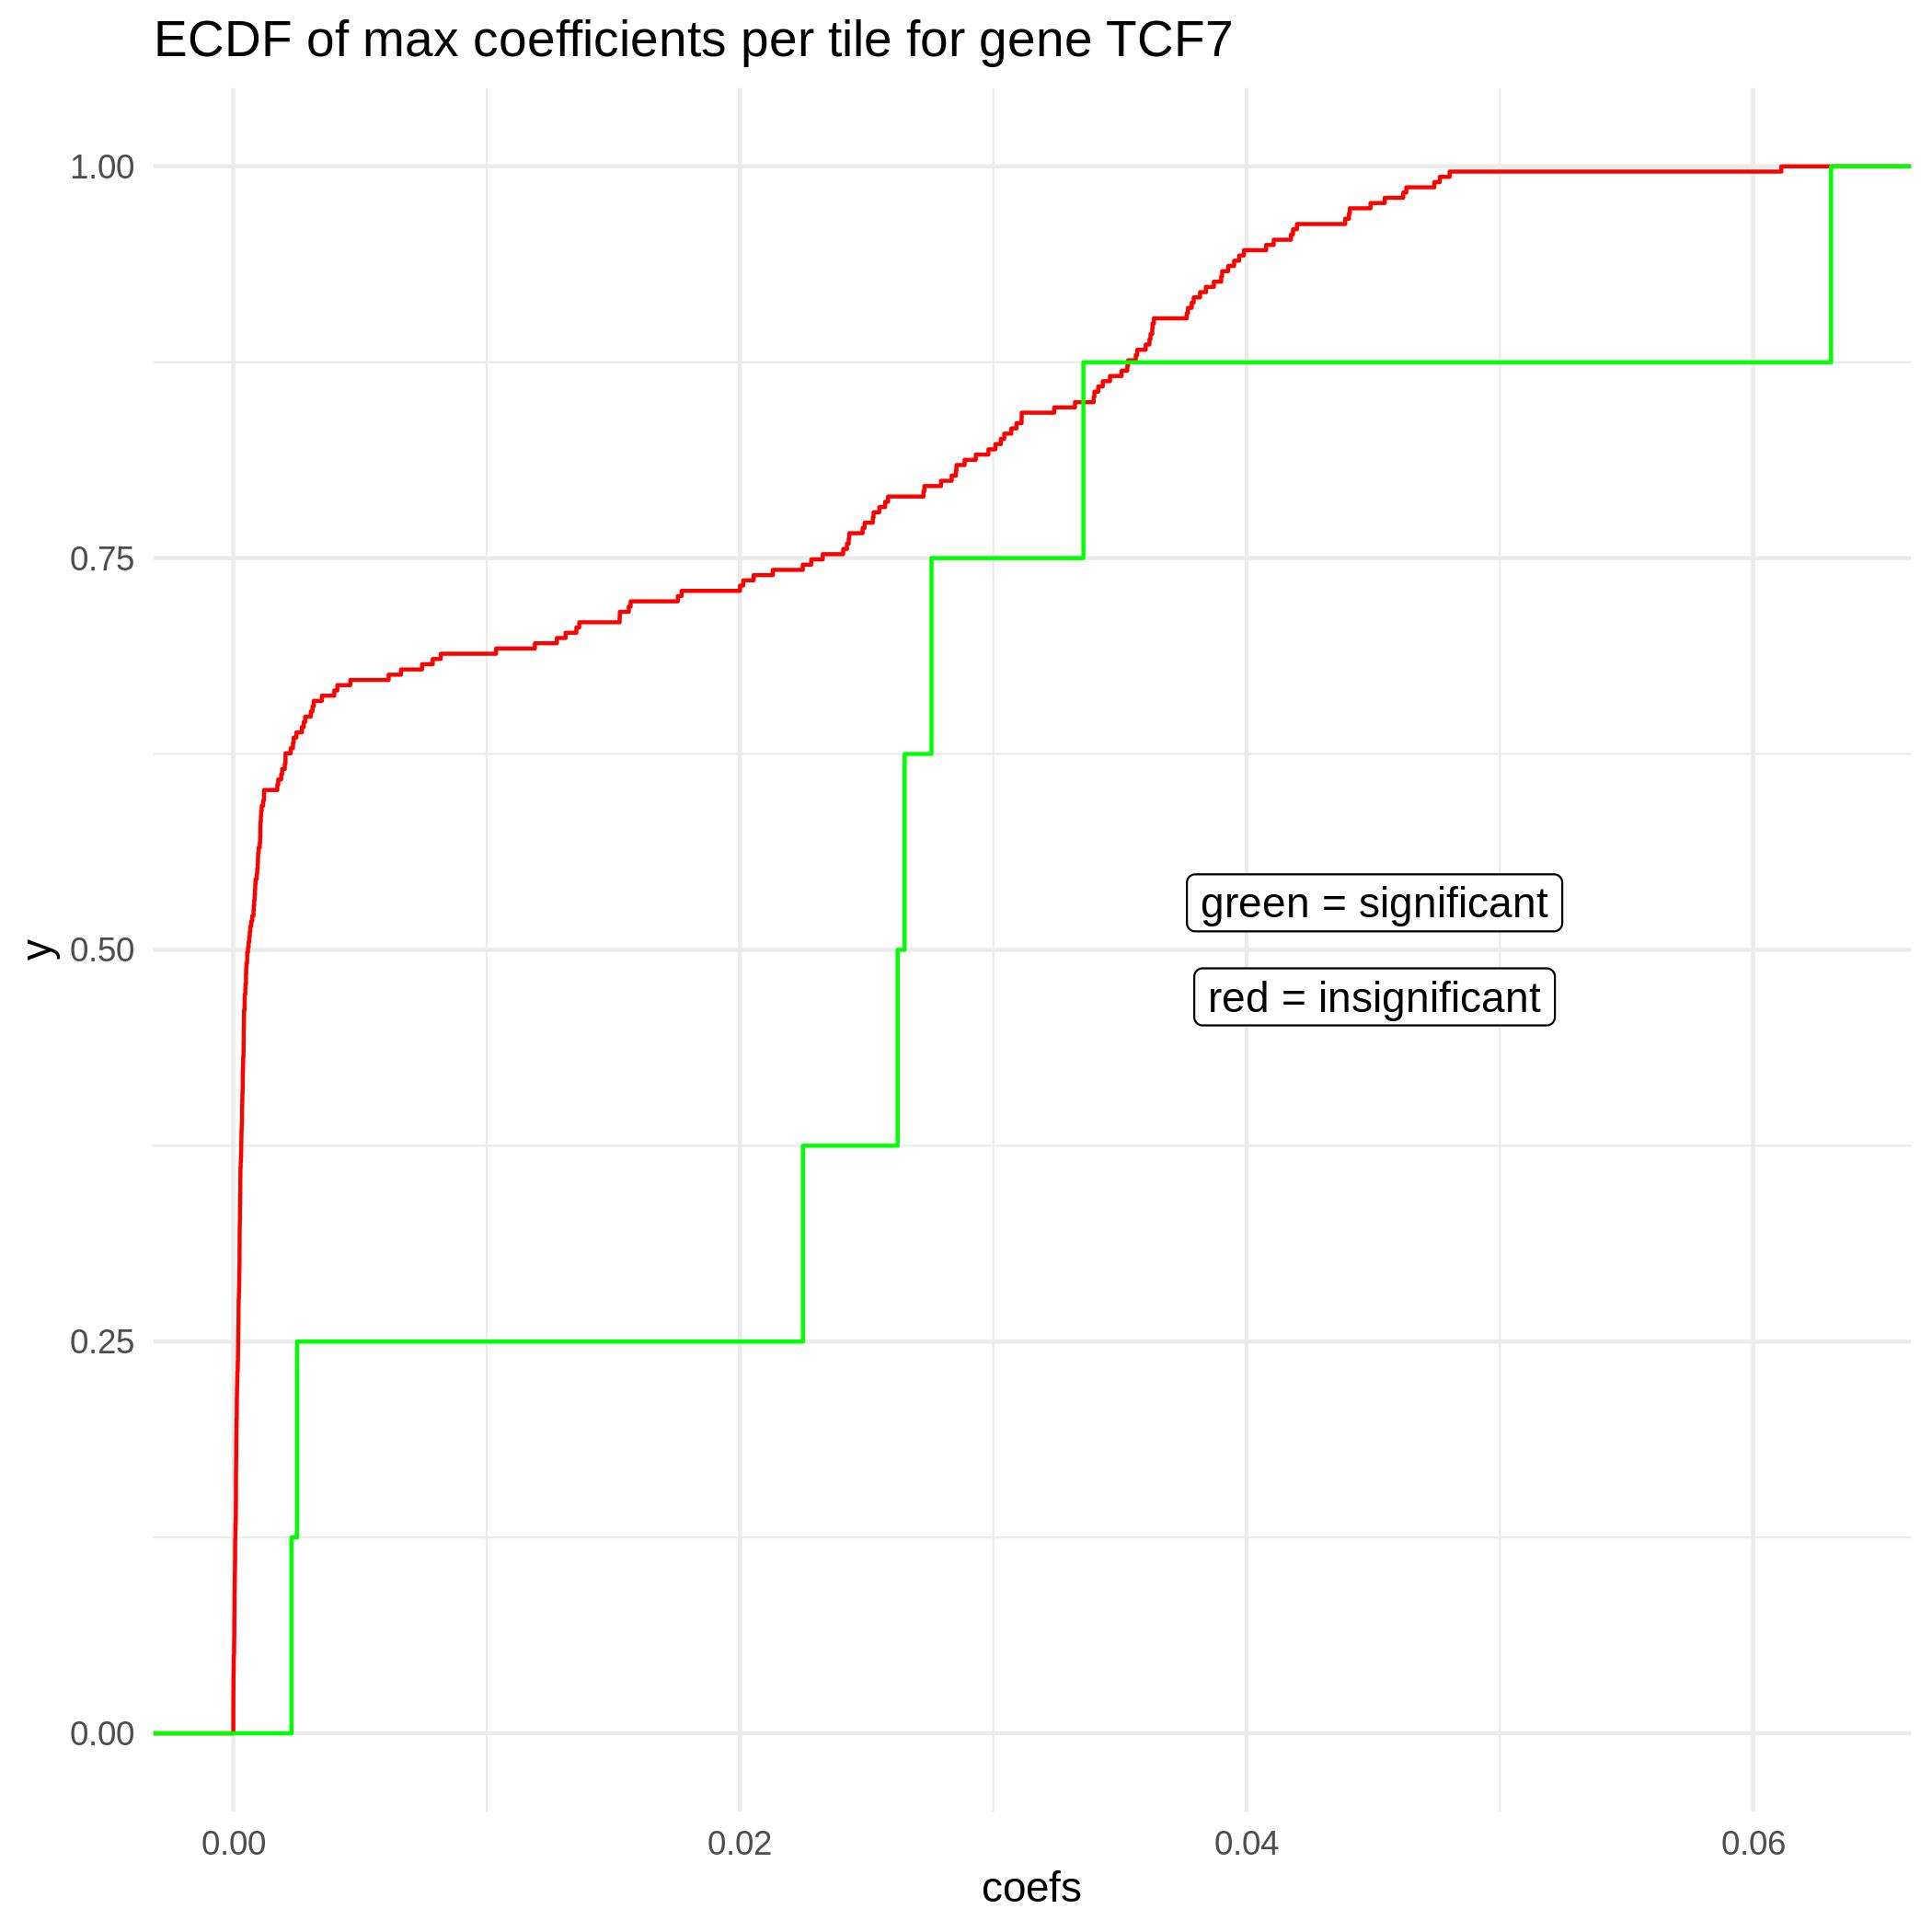 ECDF of max coefficients per tile for gene TCF7
1.00
0.75
0.50
0.25
0.00
y
green = significant
red = insignificant
0.00
0.02
0.04
0.06
coefs